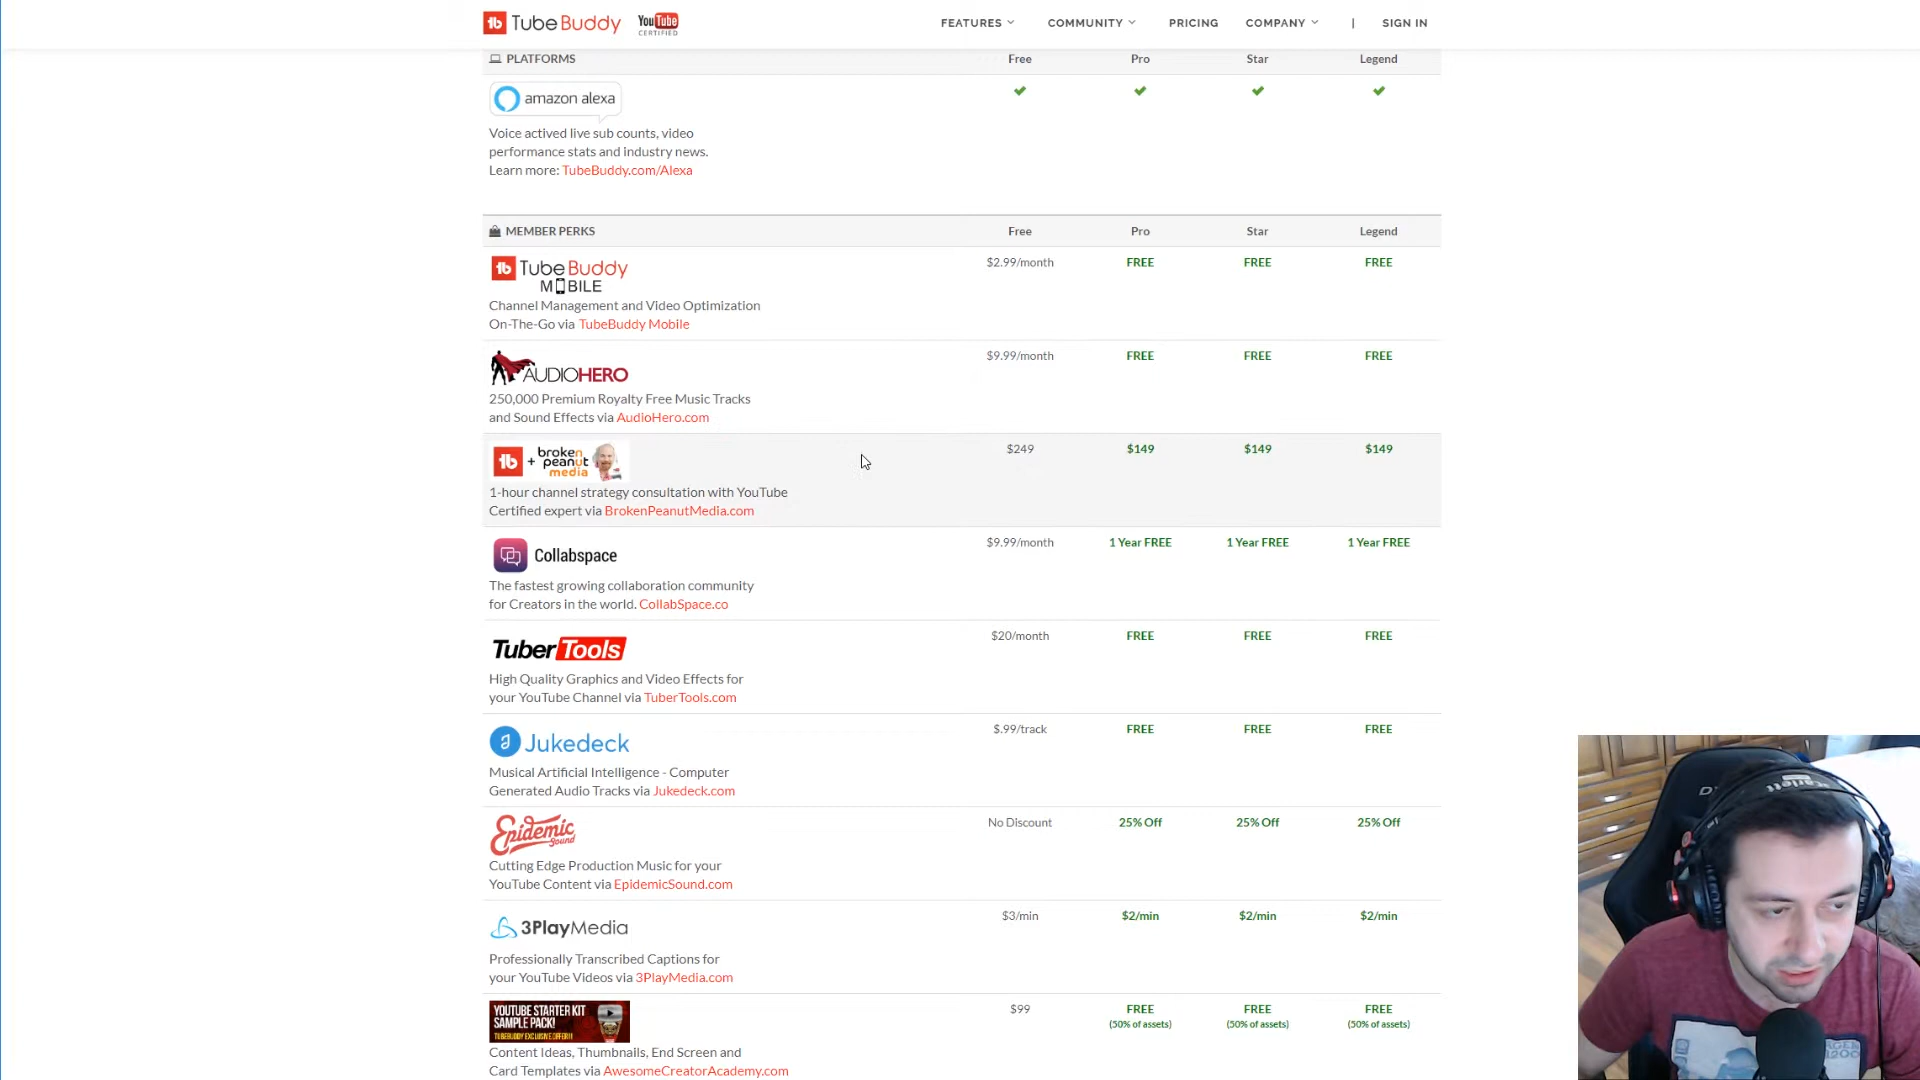 TubeBuddy YouTube CERTIFIED FEATURES COMMUNITY PRICING COMPANY | SIGN IN
PLATFORMS Free Pro Star Legend
amazon alexa
Voice actived live sub counts, video
performance stats and industry news.
Learn more: TubeBuddy.com/Alexa
MEMBER PERKS Free Pro Star Legend
TubeBuddy $2.99/month FREE FREE FREE
MOBILE
Channel Management and Video Optimization
On-The-Go via TubeBuddy Mobile
AUDIOHERO $9.99/month FREE FREE FREE
250,000 Premium Royalty Free Music Tracks
and Sound Effects via AudioHero.com
tb + broken peanut media $249 $149 $149 $149
1-hour channel strategy consultation with YouTube
Certified expert via BrokenPeanutMedia.com
Collabspace $9.99/month 1 Year FREE 1 Year FREE 1 Year FREE
The fastest growing collaboration community
for Creators in the world. CollabSpace.co
Tuber Tools $20/month FREE FREE FREE
High Quality Graphics and Video Effects for
your YouTube Channel via TuberTools.com
Jukedeck $.99/track FREE FREE FREE
Musical Artificial Intelligence - Computer
Generated Audio Tracks via Jukedeck.com
Epidemic Sound No Discount 25% Off 25% Off 25% Off
Cutting Edge Production Music for your
YouTube Content via EpidemicSound.com
3PlayMedia $3/min $2/min $2/min $2/min
Professionally Transcribed Captions for
your YouTube Videos via 3PlayMedia.com
YOUTUBE STARTER KIT $99 FREE FREE FREE
SAMPLE PACK! (50% of assets) (50% of assets) (50% of assets)
TUBEBUDDY EXCLUSIVE OFFER!!!
Content Ideas, Thumbnails, End Screen and
Card Templates via AwesomeCreatorAcademy.com